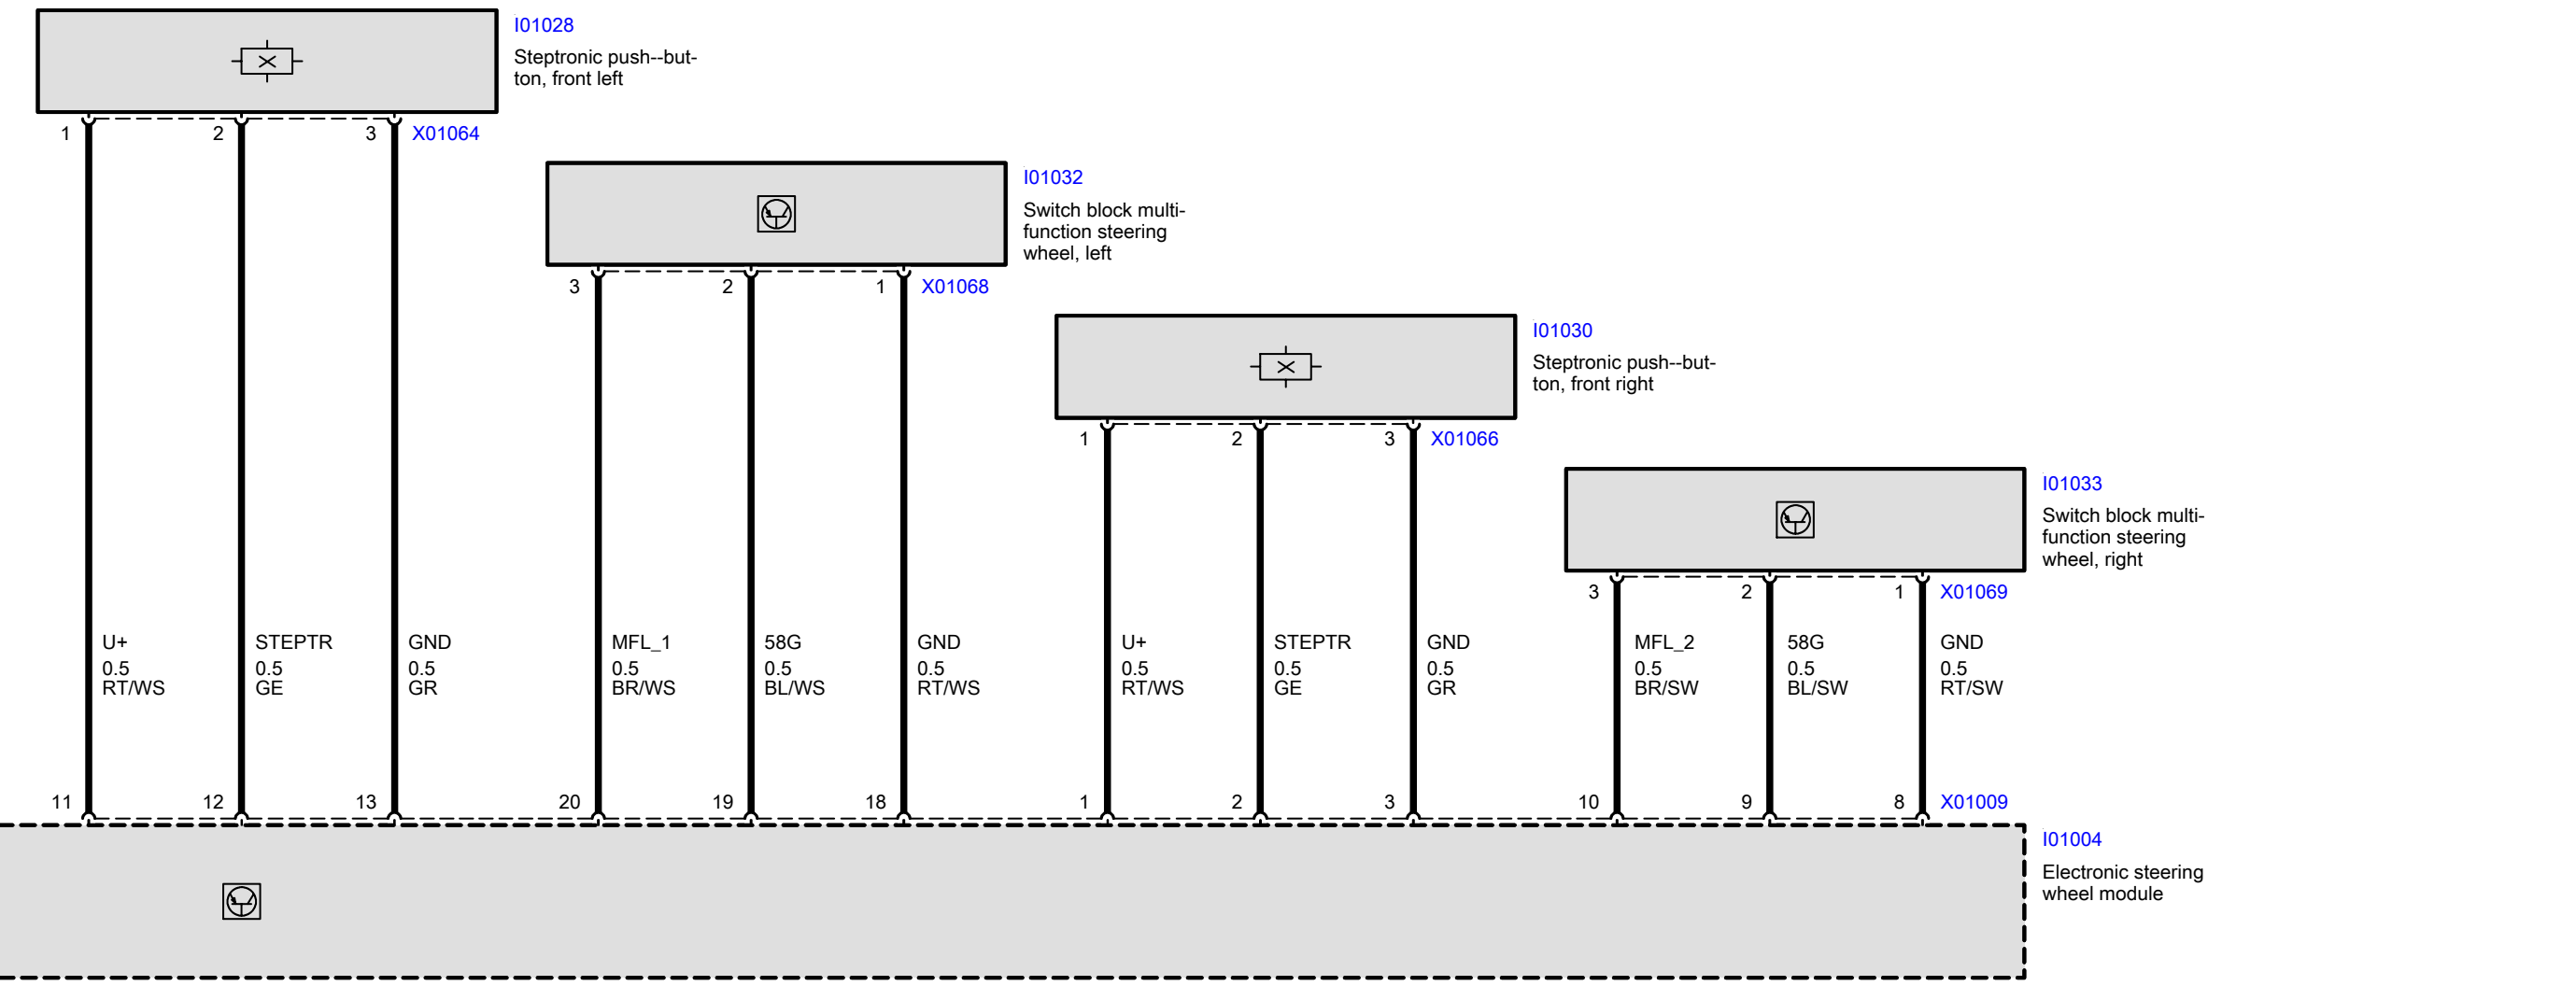 I01028
Steptronic push--but-
ton, front left
1 2 3 X01064
I01032
Switch block multi-
function steering
wheel, left
3 2 1 X01068
I01030
Steptronic push--but-
ton, front right
1 2 3 X01066
I01033
Switch block multi-
function steering
wheel, right
3 2 1 X01069
U+ STEPTR GND MFL_1 58G GND U+ STEPTR GND MFL_2 58G GND
0.5 0.5 0.5 0.5 0.5 0.5 0.5 0.5 0.5 0.5 0.5 0.5
RT/WS GE GR BR/WS BL/WS RT/WS RT/WS GE GR BR/SW BL/SW RT/SW
11 12 13 20 19 18 1 2 3 10 9 8 X01009
I01004
Electronic steering
wheel module